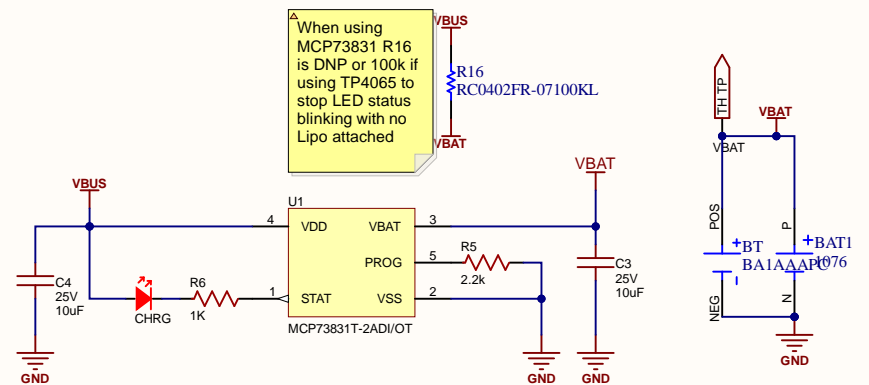 When using
MCP73831 R16
is DNP or 100k if
using TP4065 to
stop LED status
blinking with no
Lipo attached
VBUS
R16
RC0402FR-07100KL
VBAT
VBUS
C4
25V
10uF
GND
CHRG
R6
1K
U1
4
VDD
VBAT
3
PROG
5
1
STAT
VSS
2
MCP73831T-2ADI/OT
R5
2.2k
GND
VBAT
C3
25V
10uF
GND
TH TP
VBAT
VBAT
POS
NEG
+
BT
BA1AAAPC
-
P
N
+
BAT1
1076
GND